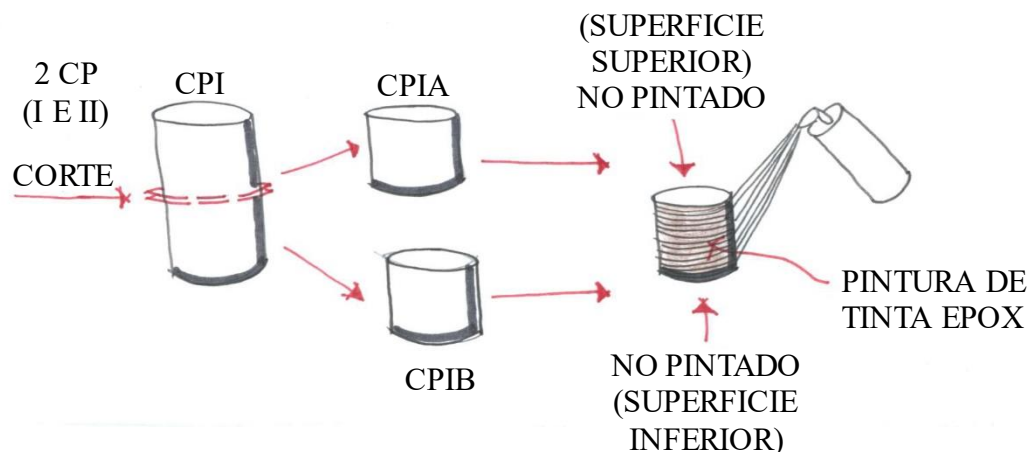 2 CP
(I E II)
CORTE
CPI
CPIA
CPIB
(SUPERFICIE
SUPERIOR)
NO PINTADO
PINTURA DE
TINTA EPOX
NO PINTADO
(SUPERFICIE
INFERIOR)